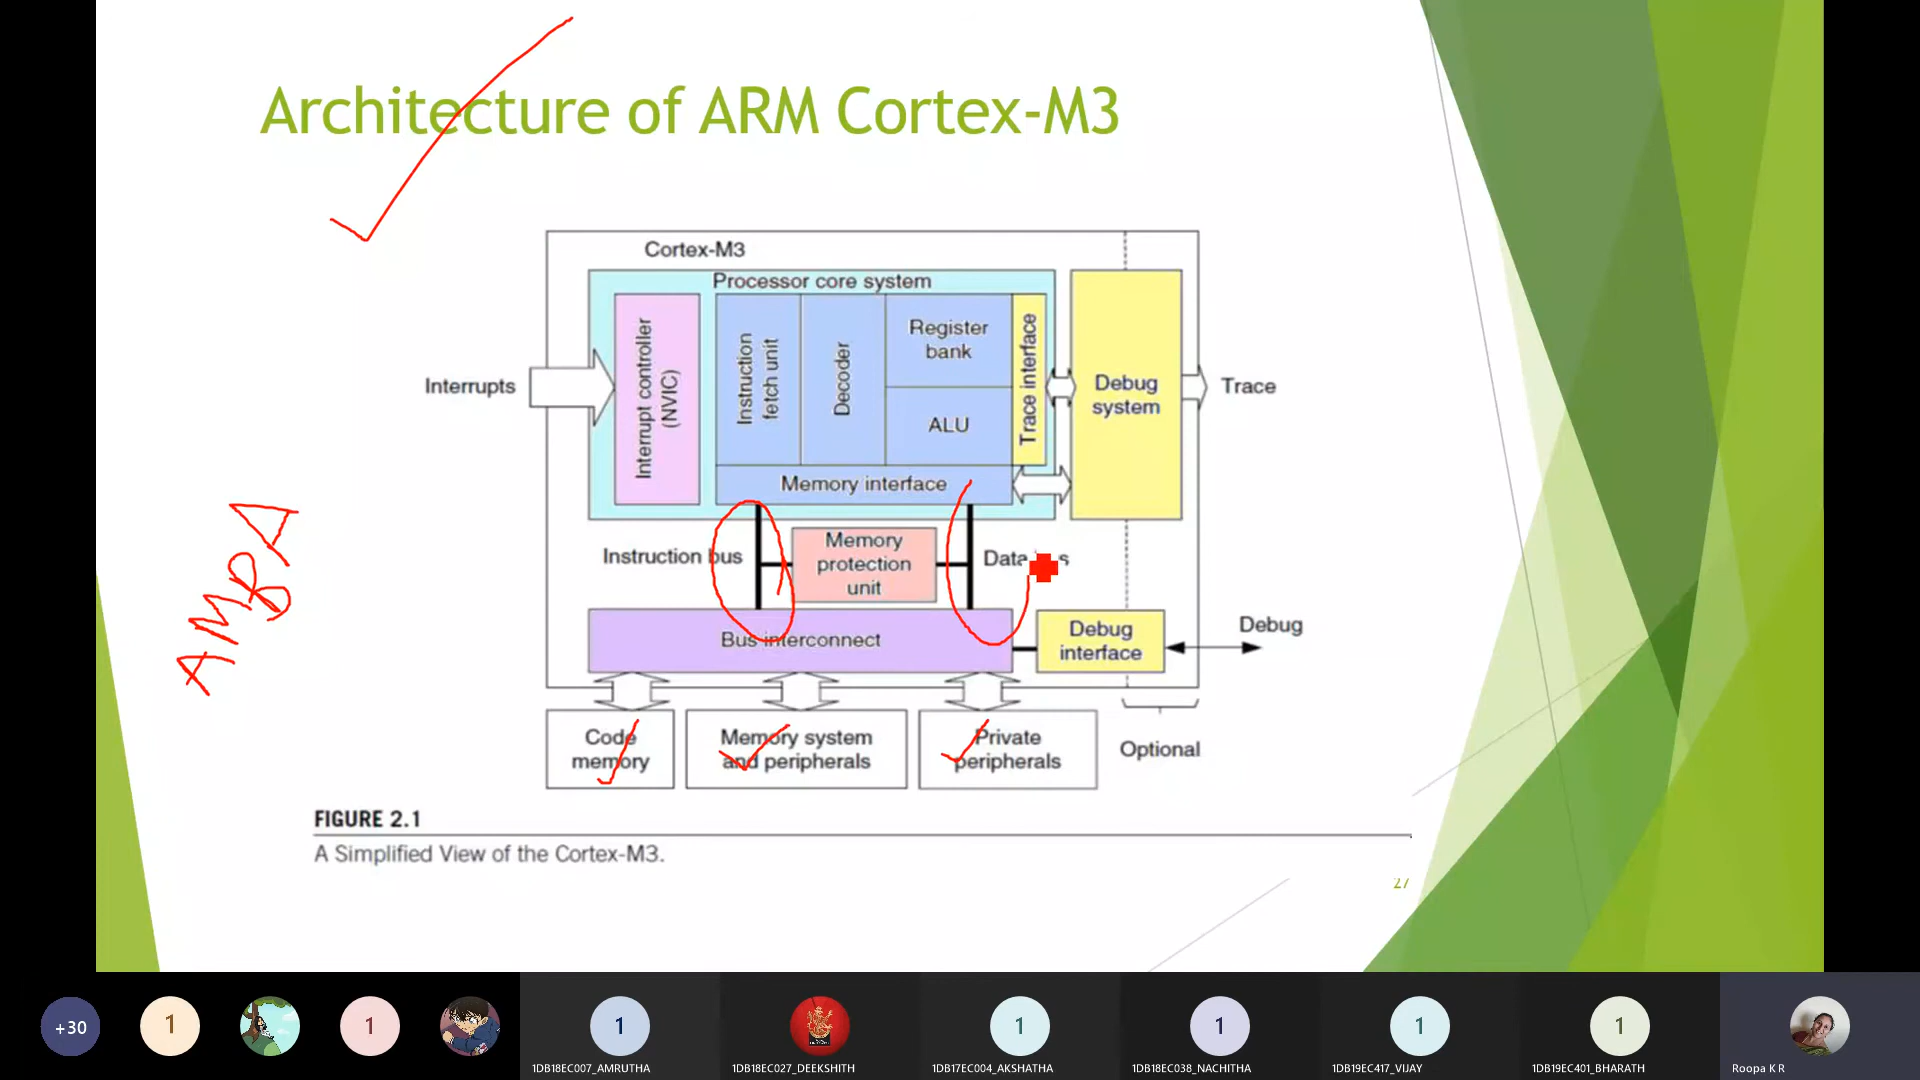 Architecture of ARM Cortex-M3
Cortex-M3
Processor core system
Interrupts
Interrupt controller
(NVIC)
Instruction
fetch unit
Decoder
Register
bank
ALU
Trace interface
Debug
system
Trace
Memory interface
AMBA
Instruction bus
Memory
protection
unit
Data
Bus interconnect
Debug
interface
Debug
Code
memory
Memory system
and peripherals
Private
peripherals
Optional
FIGURE 2.1
A Simplified View of the Cortex-M3.
27
+30
1
1
1
1
1
1
1
1DB18EC007_AMRUTHA
1DB18EC027_DEEKSHITH
1DB17EC004_AKSHATHA
1DB18EC038_NACHITHA
1DB19EC417_VIJAY
1DB19EC401_BHARATH
Roopa K R